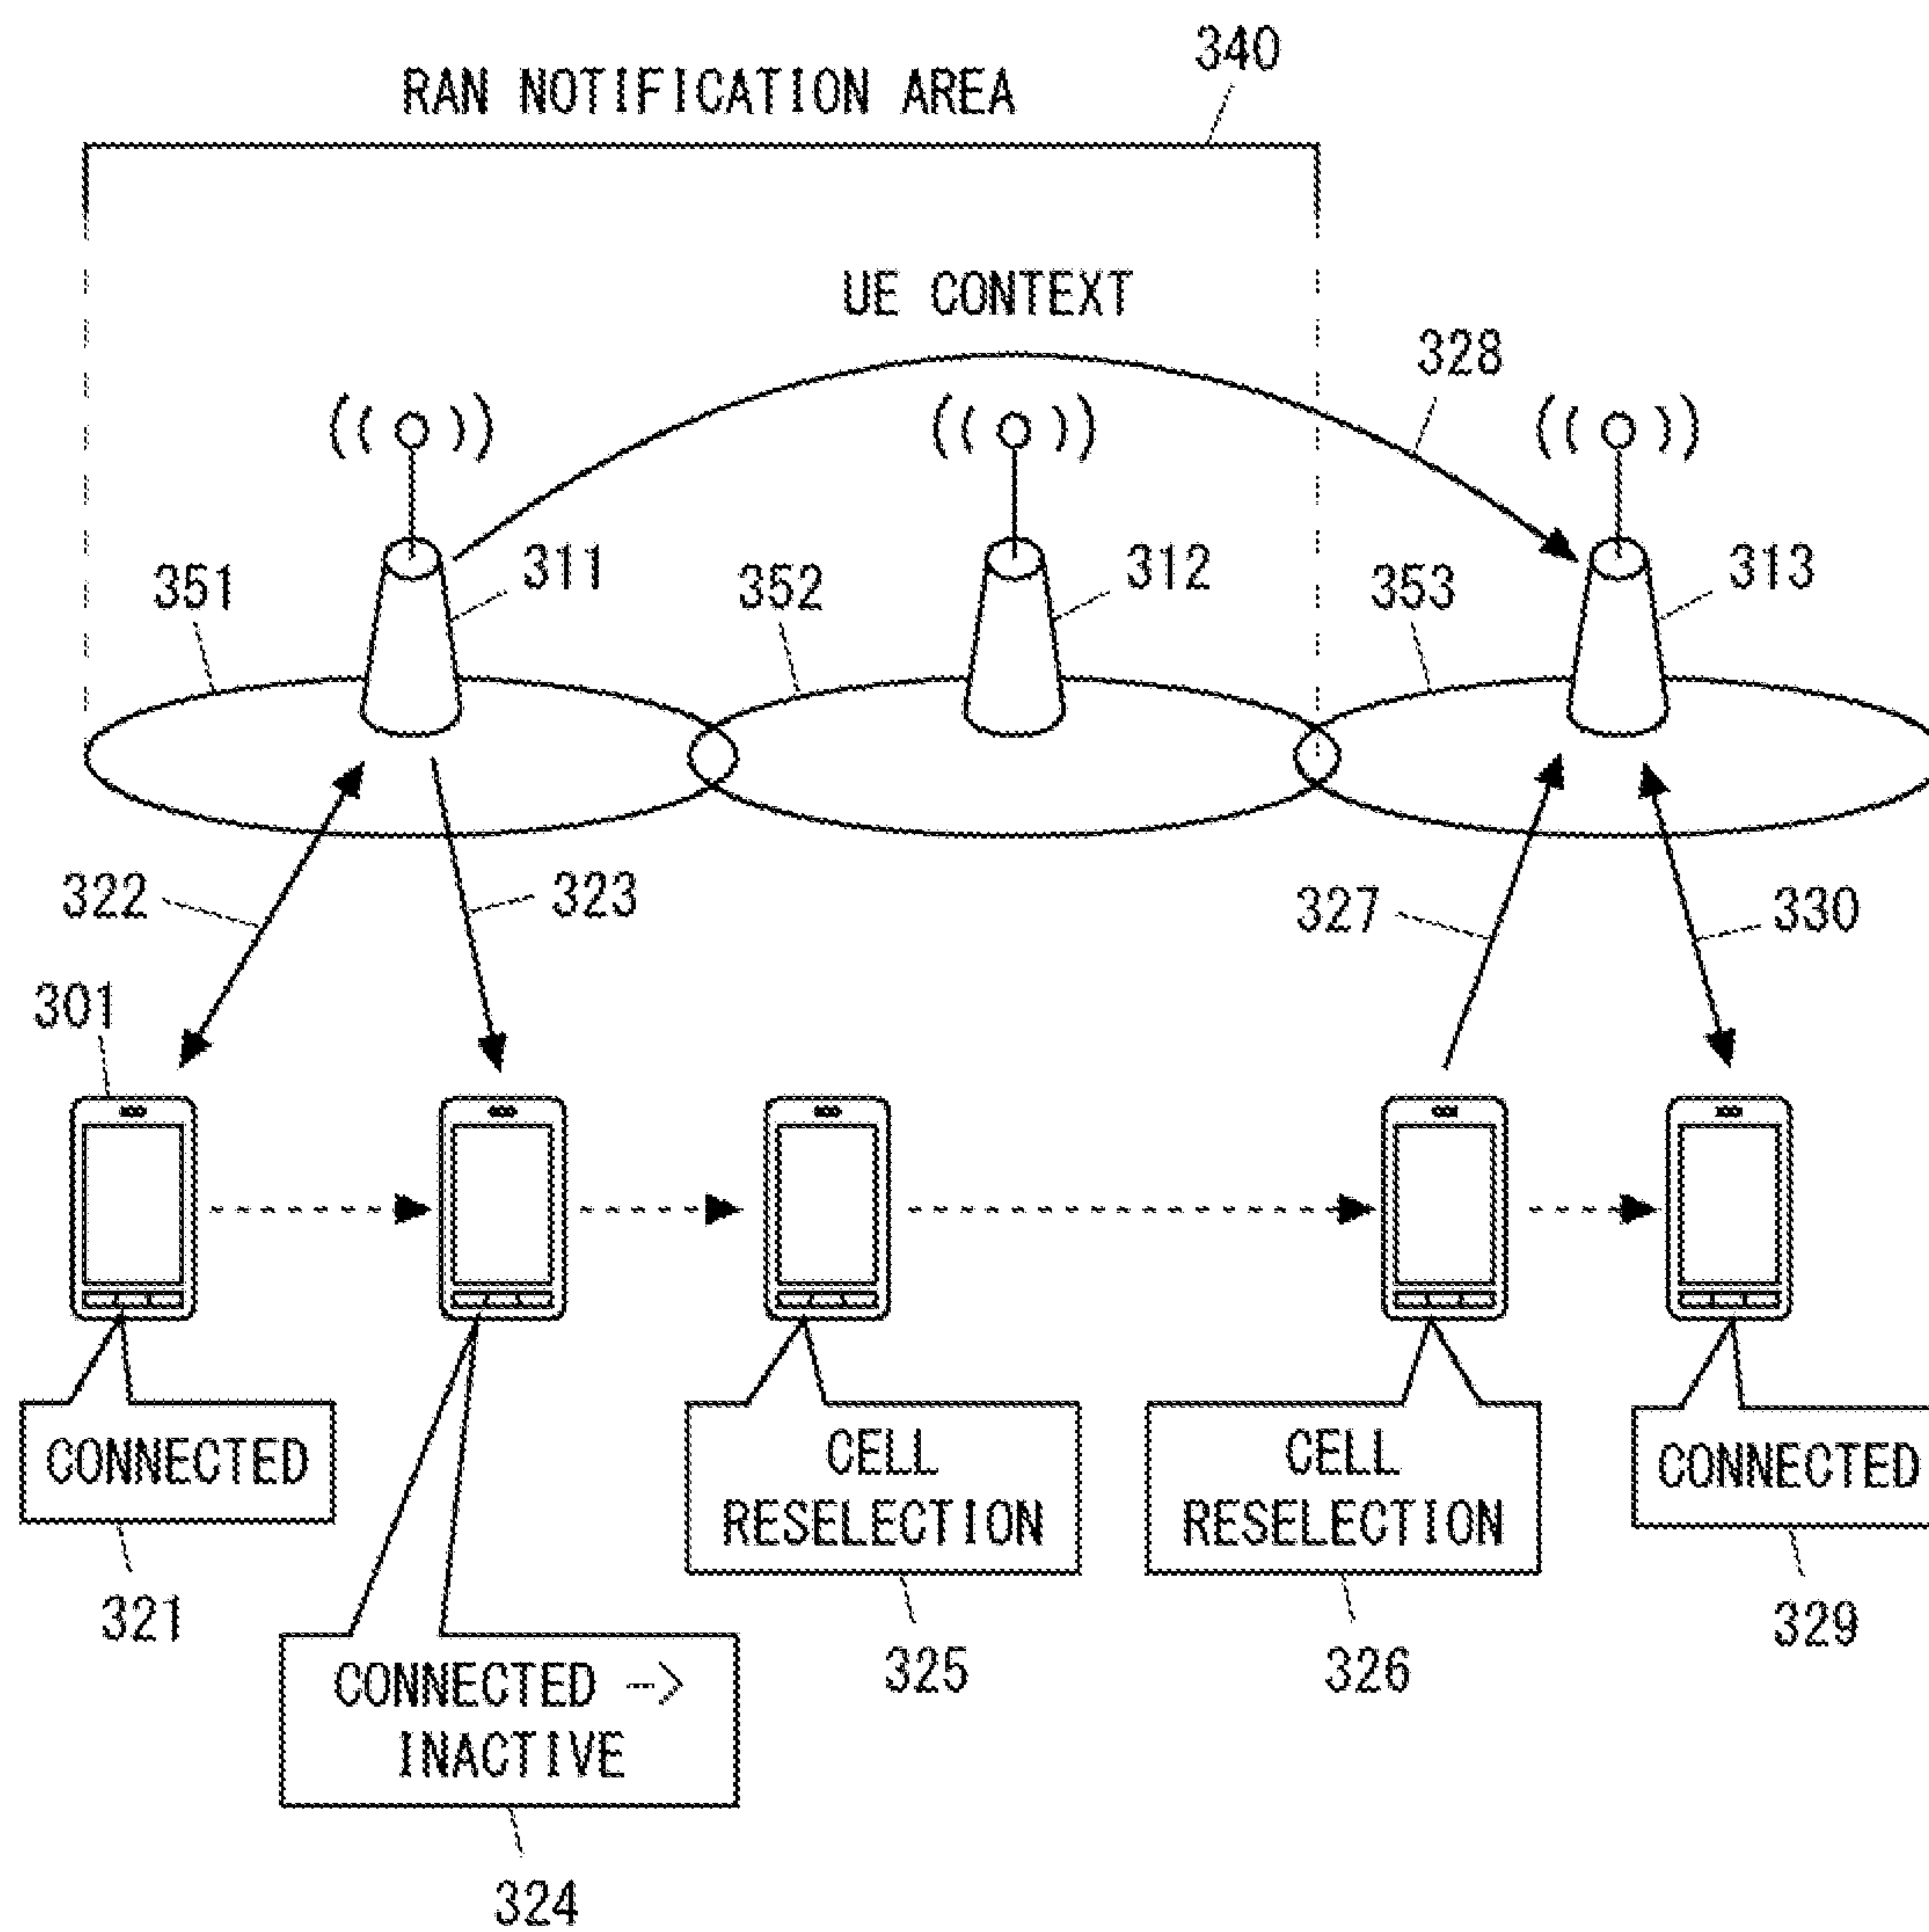 340
RAN NOTIFICATION AREA
UE CONTEXT
328
351
311
352
312
353
313
322
323
327
330
301
CONNECTED
CELL
RESELECTION
CELL
RESELECTION
CONNECTED
321
CONNECTED -->
INACTIVE
325
326
329
324